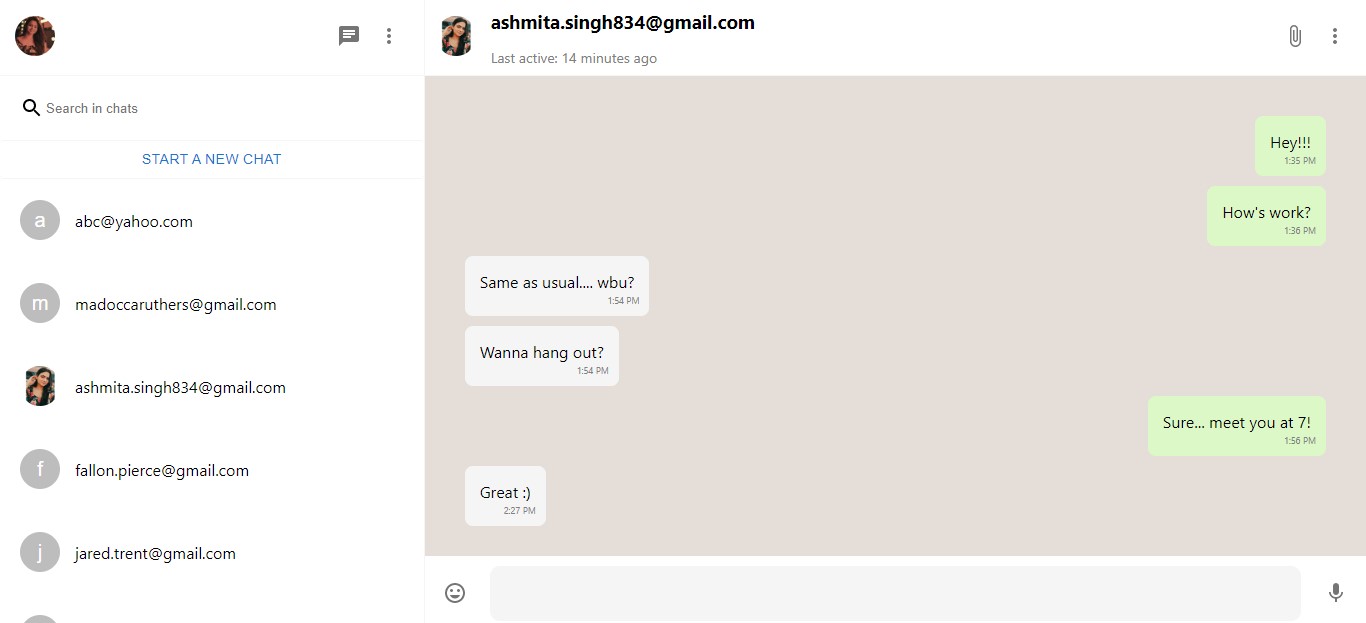 Search in chats
START A NEW CHAT
a
abc@yahoo.com
m
madoccaruthers@gmail.com
ashmita.singh834@gmail.com
f
fallon.pierce@gmail.com
j
jared.trent@gmail.com
ashmita.singh834@gmail.com
Last active: 14 minutes ago
Hey!!!
1:35 PM
How's work?
1:36 PM
Same as usual.... wbu?
1:54 PM
Wanna hang out?
1:54 PM
Sure... meet you at 7!
1:56 PM
Great :)
2:27 PM